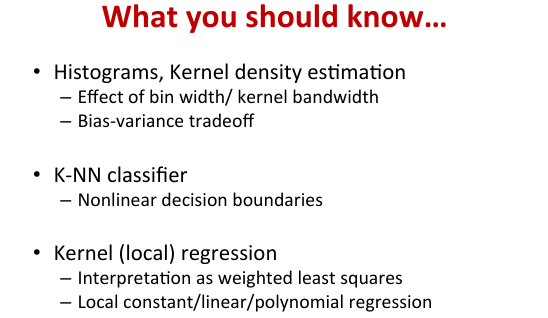 What you should know…
• Histograms, Kernel density estimation
– Effect of bin width/ kernel bandwidth
– Bias-variance tradeoff
• K-NN classifier
– Nonlinear decision boundaries
• Kernel (local) regression
– Interpretation as weighted least squares
– Local constant/linear/polynomial regression